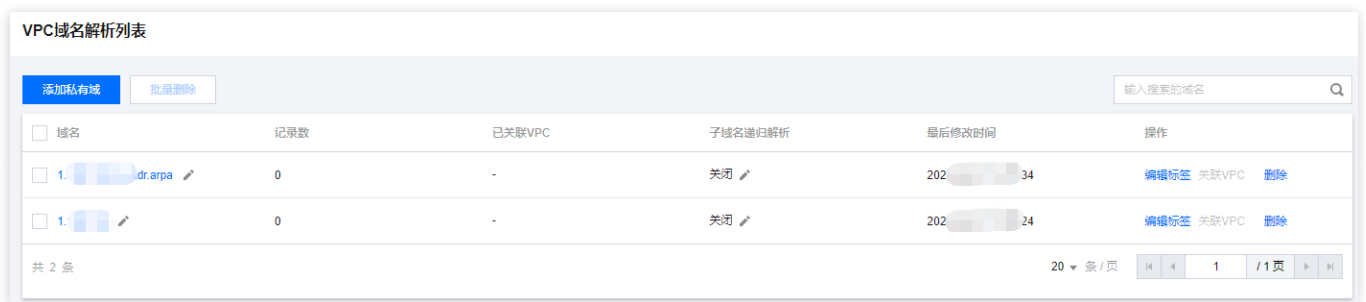 VPC域名解析列表
添加私有域 批量删除 输入搜索的域名
域名 记录数 已关联VPC 子域名递归解析 最后修改时间 操作
1. dr.arpa 0 - 关闭 202 34 编辑标签 关联VPC 删除
1. 0 - 关闭 202 24 编辑标签 关联VPC 删除
共 2 条 20 条/页 1 /1页